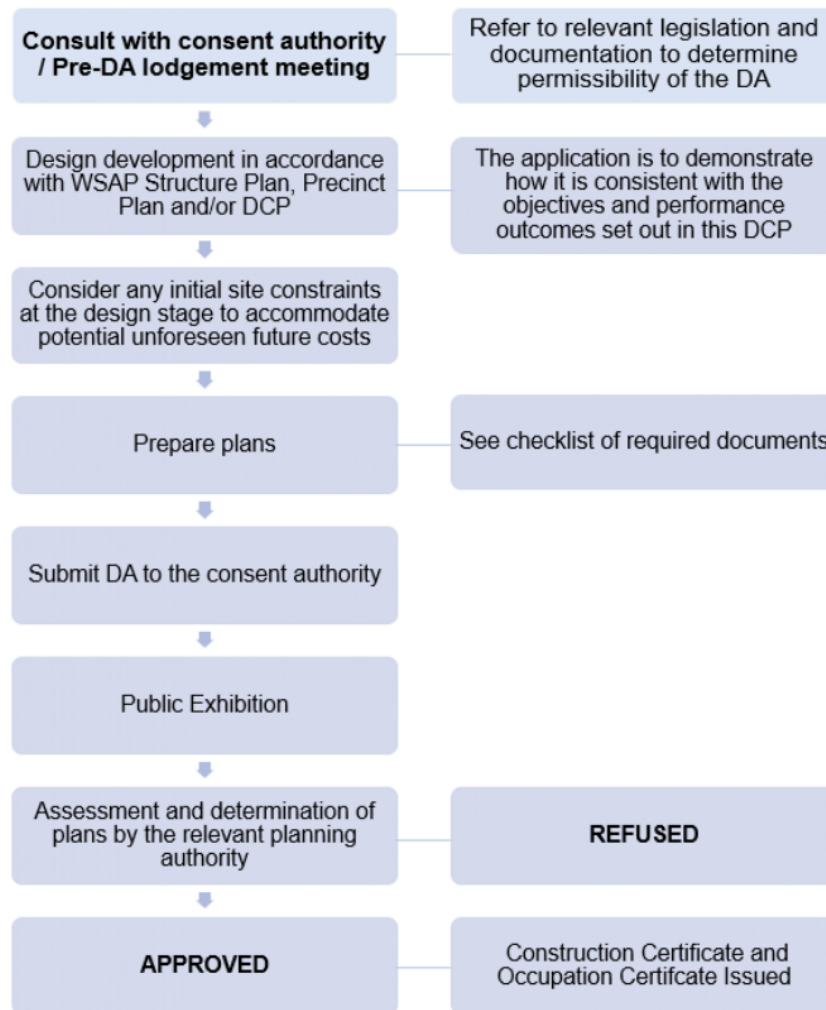 Consult with consent authority
/ Pre-DA lodgement meeting
Refer to relevant legislation and
documentation to determine
permissibility of the DA
Design development in accordance
with WSAP Structure Plan, Precinct
Plan and/or DCP
The application is to demonstrate
how it is consistent with the
objectives and performance
outcomes set out in this DCP
Consider any initial site constraints
at the design stage to accommodate
potential unforeseen future costs
Prepare plans
See checklist of required documents
Submit DA to the consent authority
Public Exhibition
Assessment and determination of
plans by the relevant planning
authority
REFUSED
APPROVED
Construction Certificate and
Occupation Certifcate Issued